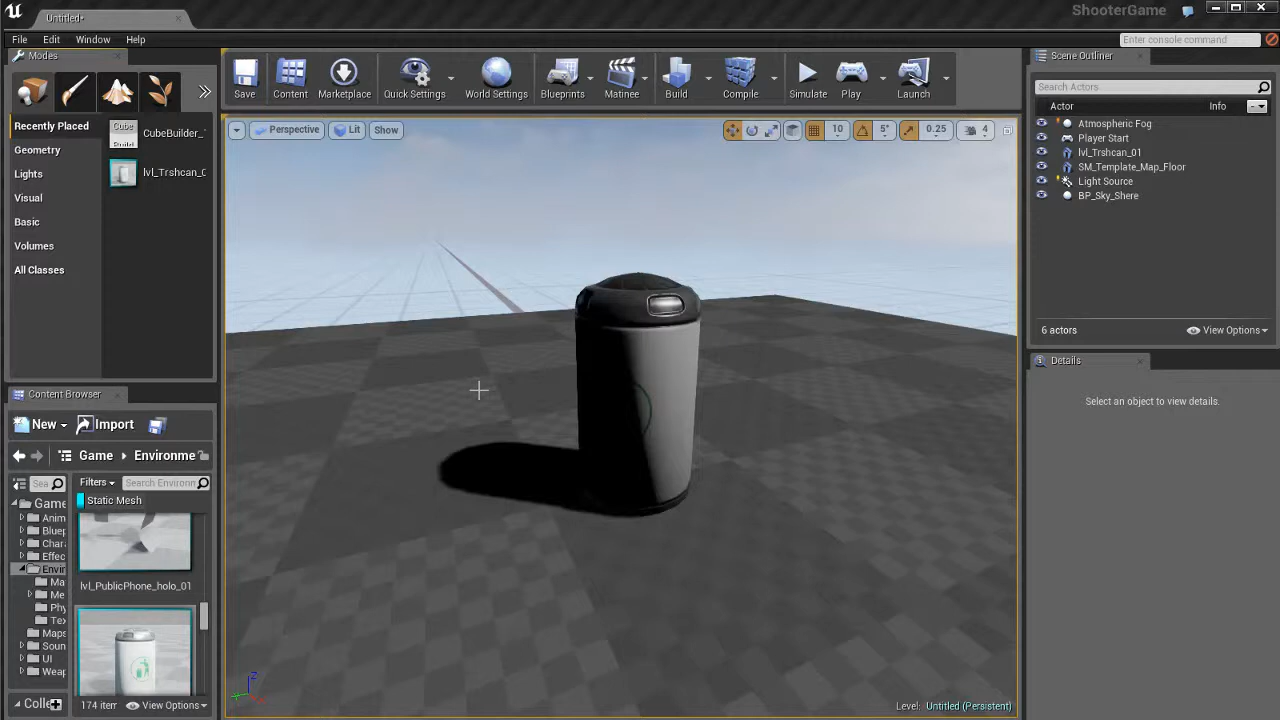 Untitled•
ShooterGame
File Edit Window Help
Enter console command
Modes
Save Content Marketplace Quick Settings World Settings Blueprints Matinee Build Compile Simulate Play Launch
Scene Outliner
Search Actors
Actor Info
Recently Placed
Geometry
Lights
Visual
Basic
Volumes
All Classes
Cube
CubeBuilder_
lvl_Trshcan_0
Perspective Lit Show
10 5° 0.25 4
Atmospheric Fog
Player Start
lvl_Trshcan_01
SM_Template_Map_Floor
Light Source
BP_Sky_Shere
6 actors View Options
Details
Select an object to view details.
Content Browser
New Import
Game Environme
Sea Filters Search Environm
Static Mesh
Game
Anim
Bluep
Chara
Effec
Envir
Ma
Me
Phy
Tex
Maps
Soun
UI
Weap
lvl_PublicPhone_holo_01
Colle
174 item View Options
Z
Level: Untitled (Persistent)